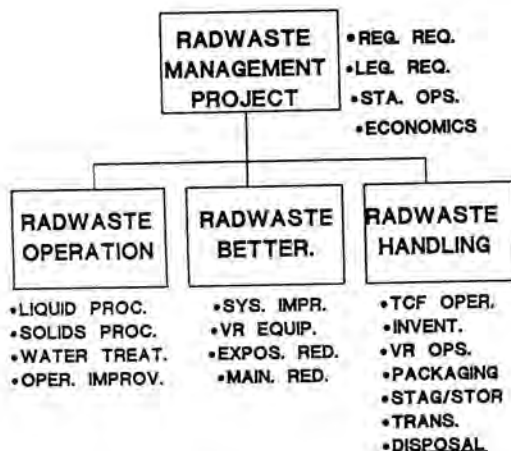 RADWASTE
MANAGEMENT
PROJECT
•REG. REQ.
•LEG. REQ.
•STA. OPS.
•ECONOMICS
RADWASTE
OPERATION
•LIQUID PROC.
•SOLIDS PROC.
•WATER TREAT.
•OPER. IMPROV.
RADWASTE
BETTER.
•SYS. IMPR.
•VR EQUIP.
•EXPOS. RED.
•MAIN. RED.
RADWASTE
HANDLING
•TCF OPER.
•INVENT.
•VR OPS.
•PACKAGING
•STAG/STOR
•TRANS.
•DISPOSAL